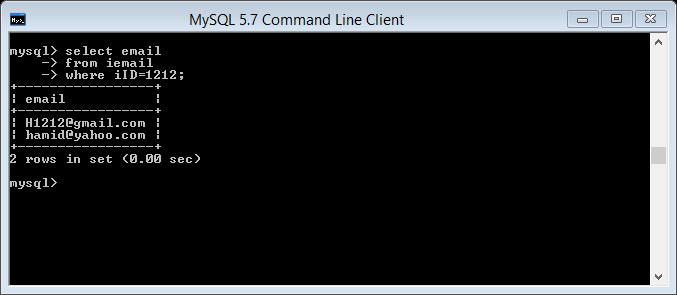 MySQL 5.7 Command Line Client
mysql> select email
    -> from iemail
    -> where iID=1212;
+------------------+
| email            |
+------------------+
| H1212@gmail.com |
| hamid@yahoo.com |
+------------------+
2 rows in set (0.00 sec)
mysql>